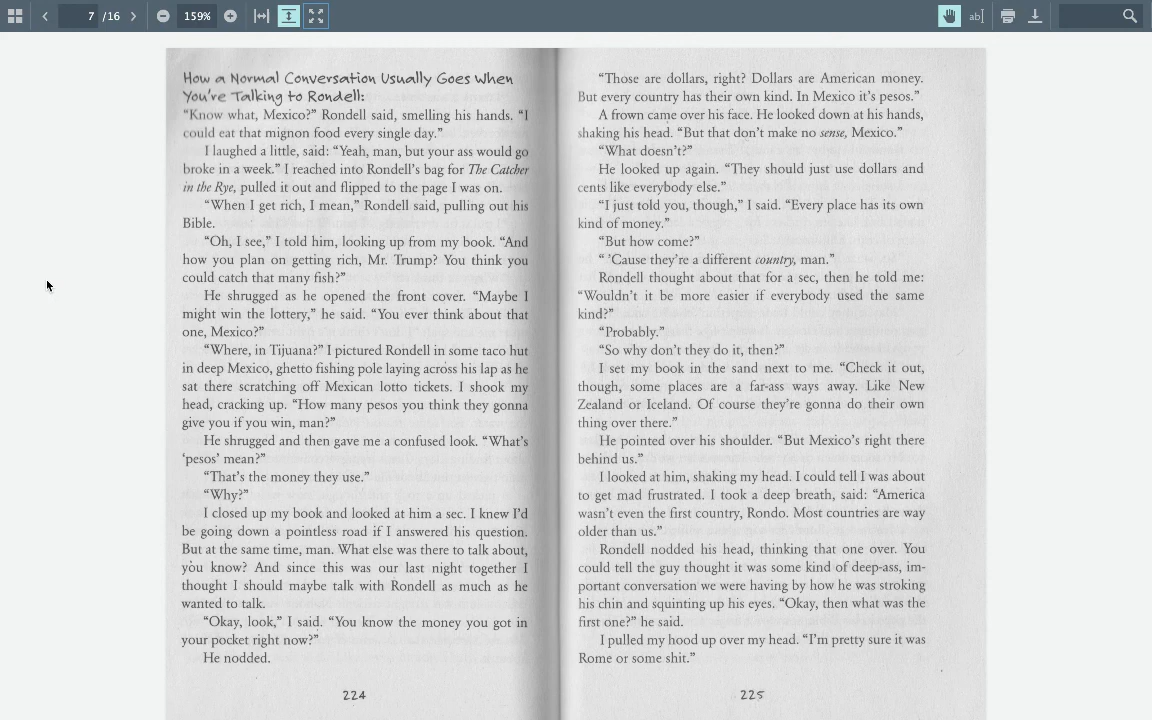 7 /16
159%
How a Normal Conversation Usually Goes When
You're Talking to Rondell:
“Know what, Mexico?” Rondell said, smelling his hands. “I
could eat that mignon food every single day.”
I laughed a little, said: “Yeah, man, but your ass would go
broke in a week.” I reached into Rondell’s bag for The Catcher
in the Rye, pulled it out and flipped to the page I was on.
“When I get rich, I mean,” Rondell said, pulling out his
Bible.
“Oh, I see,” I told him, looking up from my book. “And
how you plan on getting rich, Mr. Trump? You think you
could catch that many fish?”
He shrugged as he opened the front cover. “Maybe I
might win the lottery,” he said. “You ever think about that
one, Mexico?”
“Where, in Tijuana?” I pictured Rondell in some taco hut
in deep Mexico, ghetto fishing pole laying across his lap as he
sat there scratching off Mexican lotto tickets. I shook my
head, cracking up. “How many pesos you think they gonna
give you if you win, man?”
He shrugged and then gave me a confused look. “What’s
‘pesos’ mean?”
“That’s the money they use.”
“Why?”
I closed up my book and looked at him a sec. I knew I’d
be going down a pointless road if I answered his question.
But at the same time, man. What else was there to talk about,
you know? And since this was our last night together I
thought I should maybe talk with Rondell as much as he
wanted to talk.
“Okay, look,” I said. “You know the money you got in
your pocket right now?”
He nodded.
224
“Those are dollars, right? Dollars are American money.
But every country has their own kind. In Mexico it’s pesos.”
A frown came over his face. He looked down at his hands,
shaking his head. “But that don’t make no sense, Mexico.”
“What doesn’t?”
He looked up again. “They should just use dollars and
cents like everybody else.”
“I just told you, though,” I said. “Every place has its own
kind of money.”
“But how come?”
“ ’Cause they’re a different country, man.”
Rondell thought about that for a sec, then he told me:
“Wouldn’t it be more easier if everybody used the same
kind?”
“Probably.”
“So why don’t they do it, then?”
I set my book in the sand next to me. “Check it out,
though, some places are a far-ass ways away. Like New
Zealand or Iceland. Of course they’re gonna do their own
thing over there.”
He pointed over his shoulder. “But Mexico’s right there
behind us.”
I looked at him, shaking my head. I could tell I was about
to get mad frustrated. I took a deep breath, said: “America
wasn’t even the first country, Rondo. Most countries are way
older than us.”
Rondell nodded his head, thinking that one over. You
could tell the guy thought it was some kind of deep-ass, im-
portant conversation we were having by how he was stroking
his chin and squinting up his eyes. “Okay, then what was the
first one?” he said.
I pulled my hood up over my head. “I’m pretty sure it was
Rome or some shit.”
225